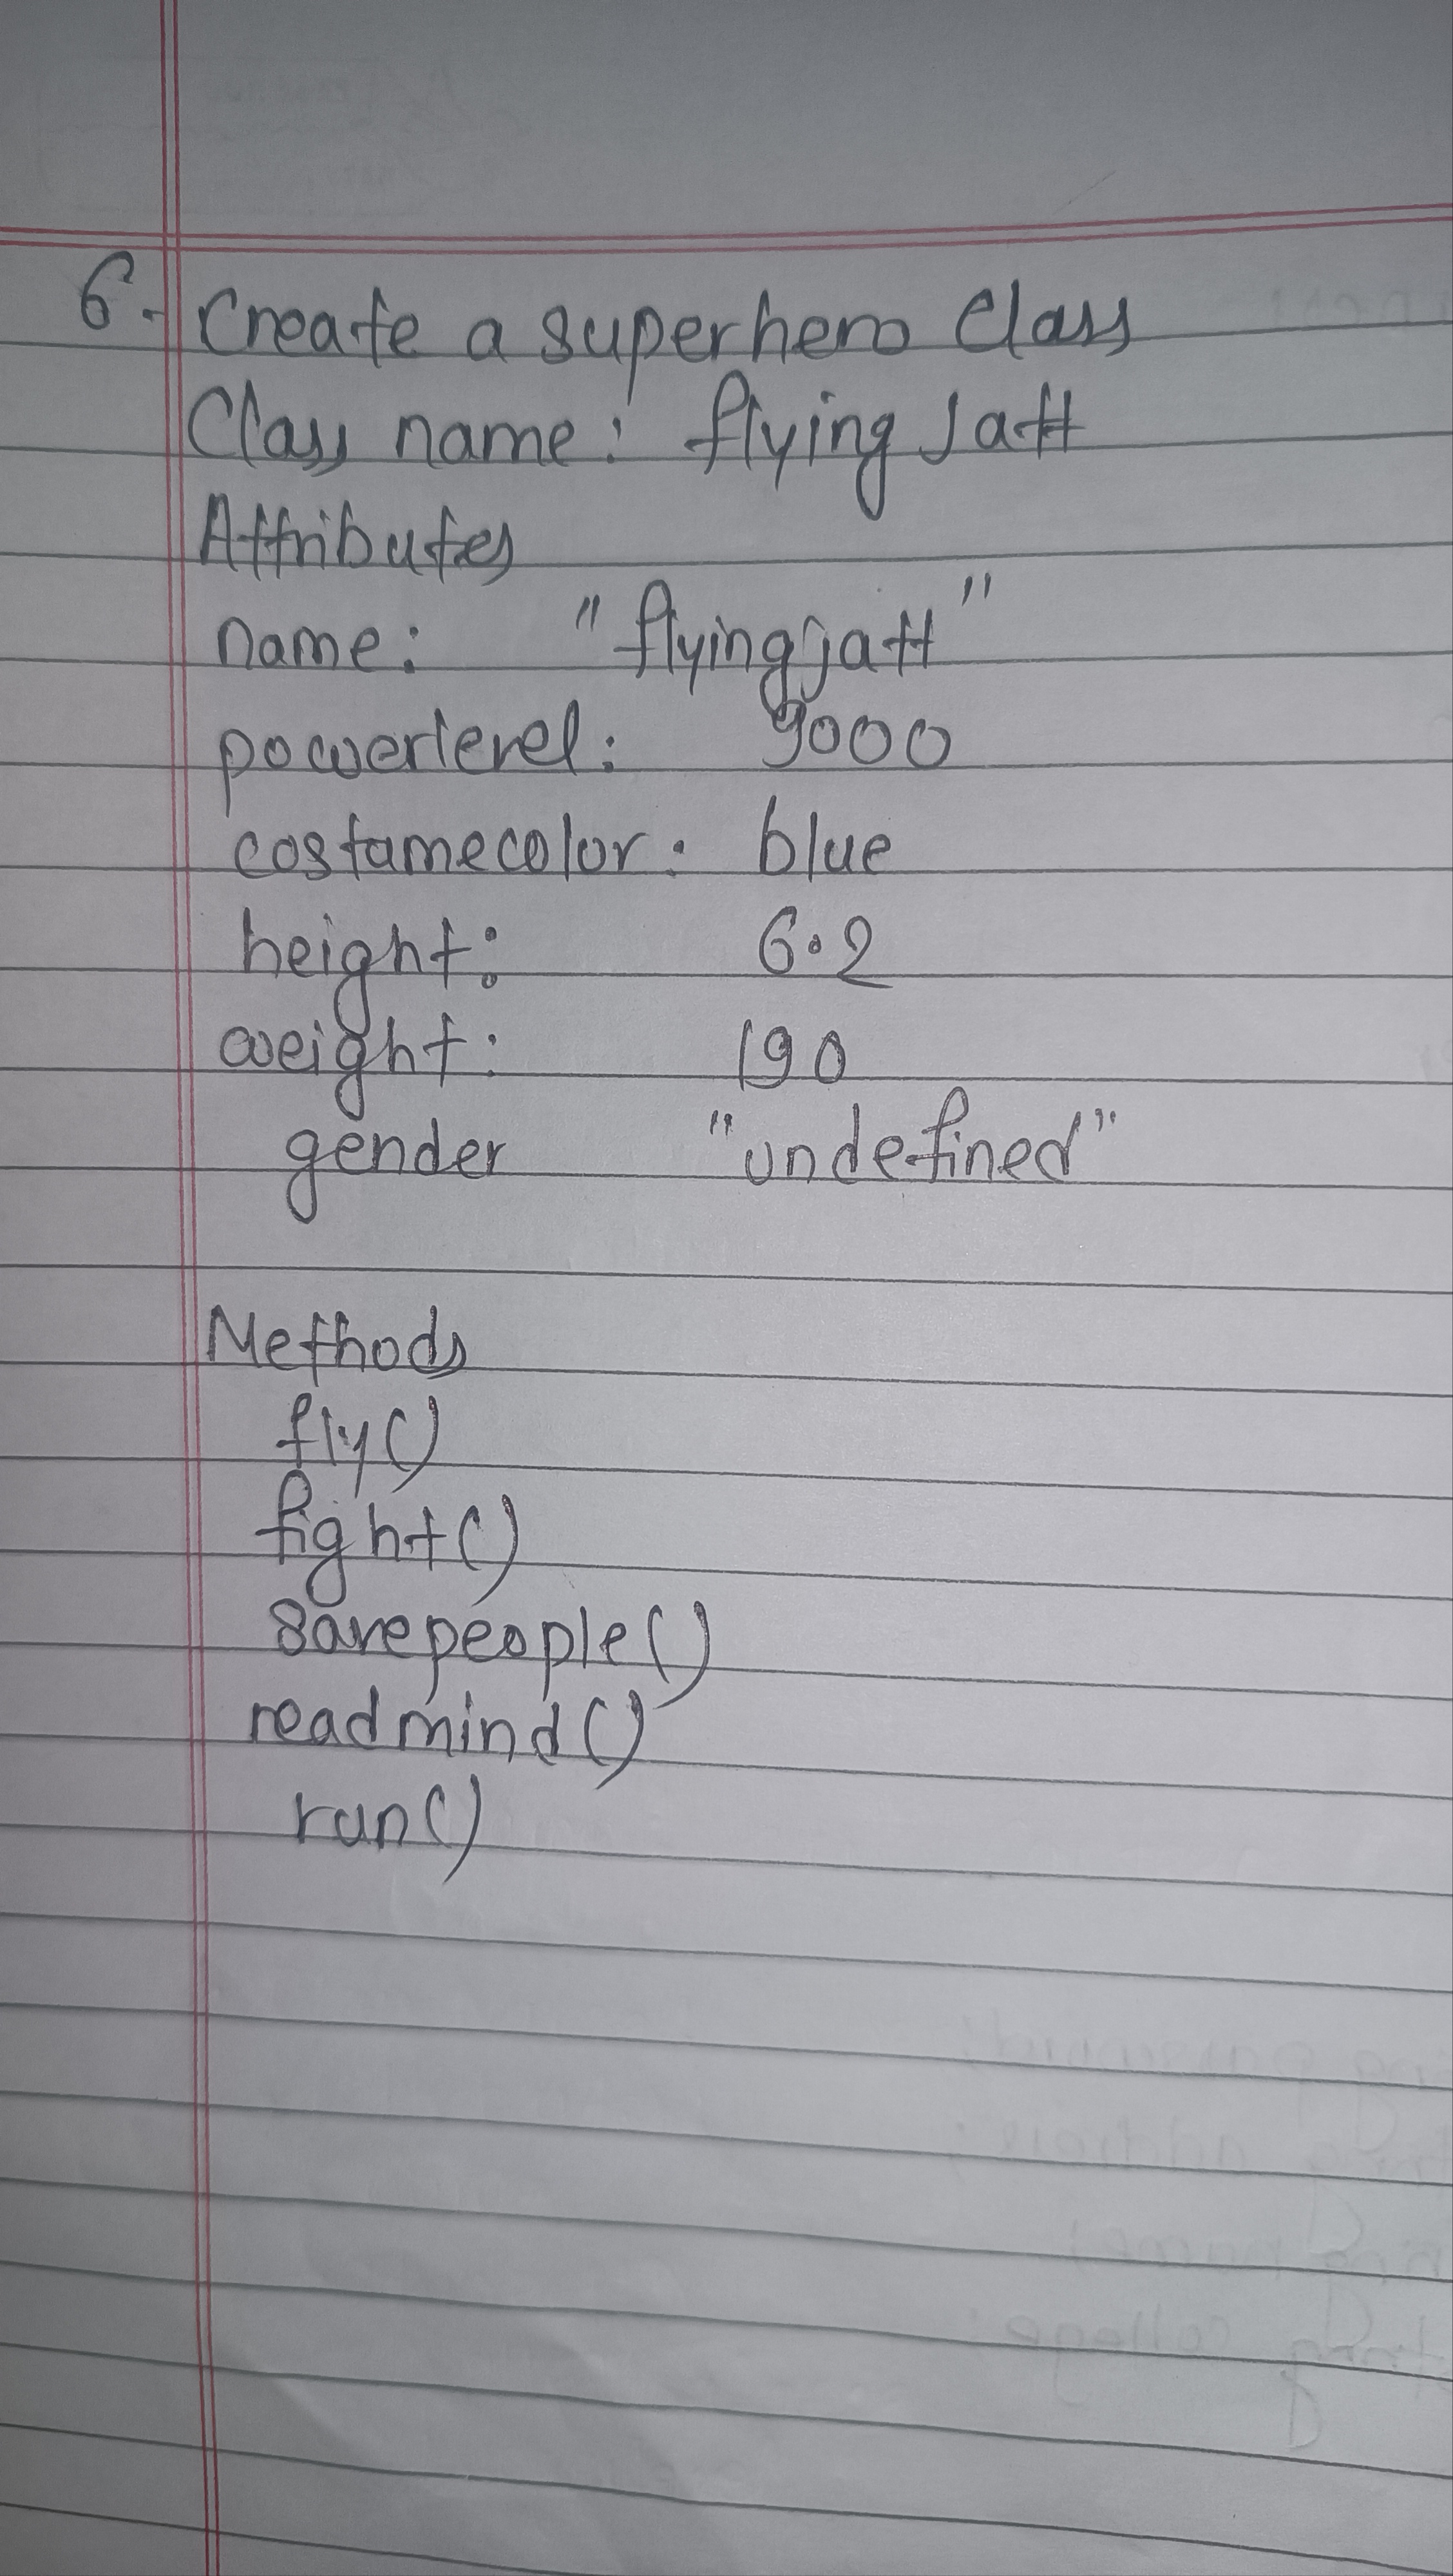 6. Create a superhero class
Class name: flying Jatt
Attributes
name: "flyingjatt"
powerlevel: 9000
costamecolor: blue
height: 6.2
weight: 190
gender "undefined"
Methods
fly()
fight()
savepeople()
readmind()
run()